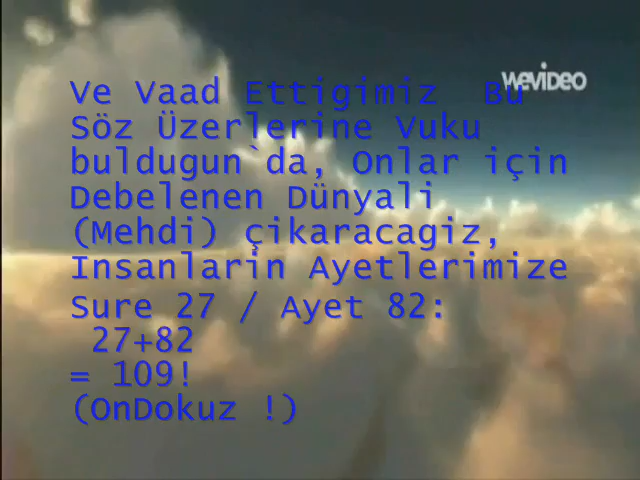 wevideo
Ve Vaad Ettigimiz Bu
Söz Üzerlerine Vuku
buldugun`da, Onlar için
Debelenen Dünyali
(Mehdi) çikaracagiz,
Insanlarin Ayetlerimize
Sure 27 / Ayet 82:
27+82
= 109!
(OnDokuz !)